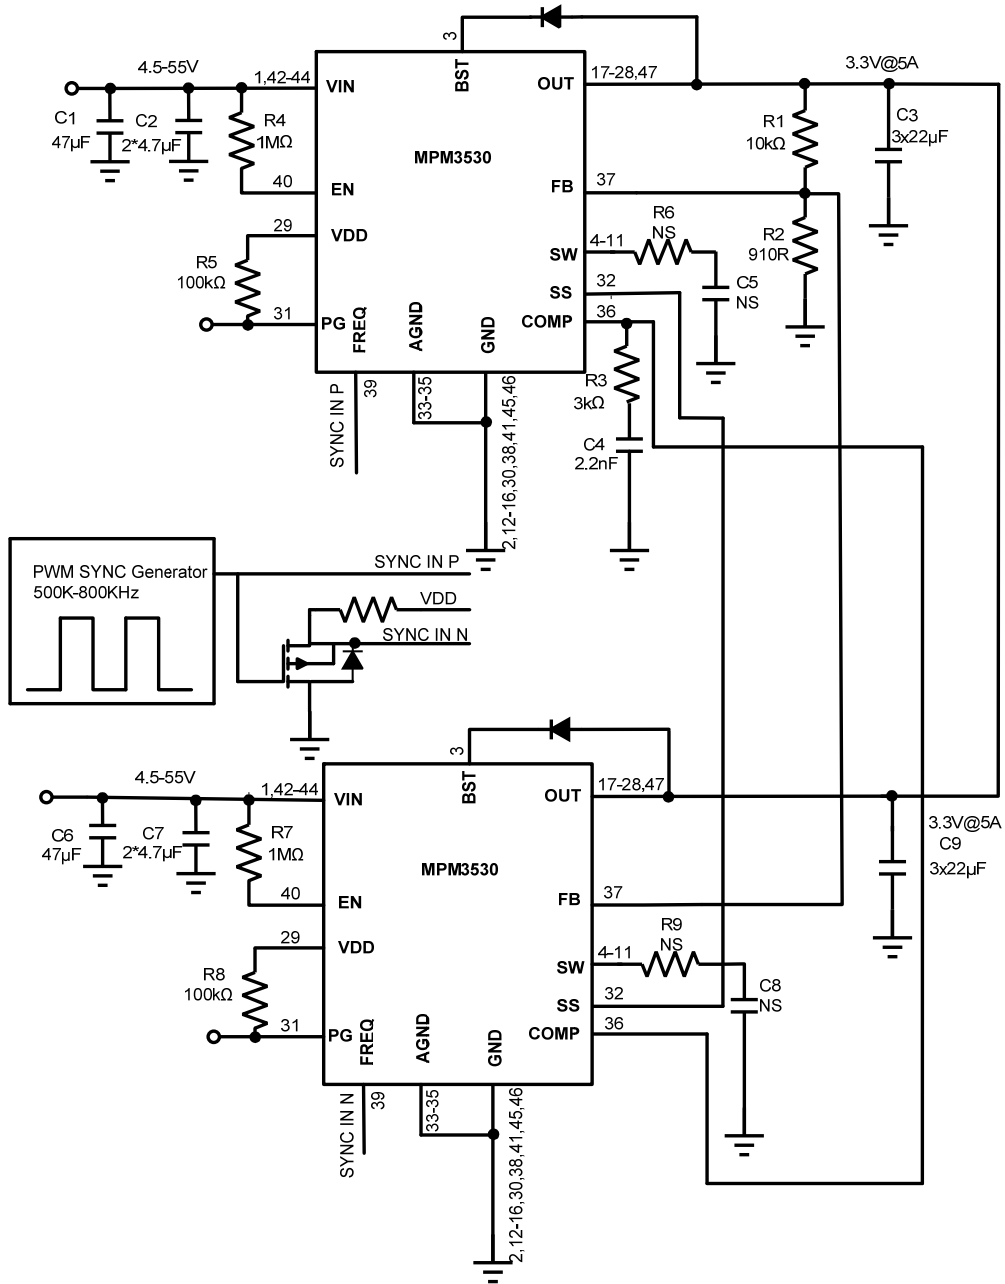 3
4.5-55V
1,42-44
VIN
BST
OUT
17-28,47
3.3V@5A
C1
47µF
C2
2*4.7µF
R4
1MΩ
MPM3530
R1
10kΩ
C3
3x22µF
40
EN
FB
37
29
VDD
R6
NS
R2
910R
SW
4-11
R5
100kΩ
SS
32
C5
NS
31
PG
FREQ
AGND
GND
COMP
36
SYNC IN P
39
33-35
2,12-16,30,38,41,45,46
R3
3kΩ
C4
2.2nF
PWM SYNC Generator
500K-800KHz
SYNC IN P
VDD
SYNC IN N
3
4.5-55V
1,42-44
VIN
BST
OUT
17-28,47
3.3V@5A
C6
47µF
C7
2*4.7µF
R7
1MΩ
MPM3530
C9
3x22µF
40
EN
FB
37
29
VDD
R9
NS
SW
4-11
R8
100kΩ
SS
32
C8
NS
31
PG
FREQ
AGND
GND
COMP
36
SYNC IN N
39
33-35
2,12-16,30,38,41,45,46